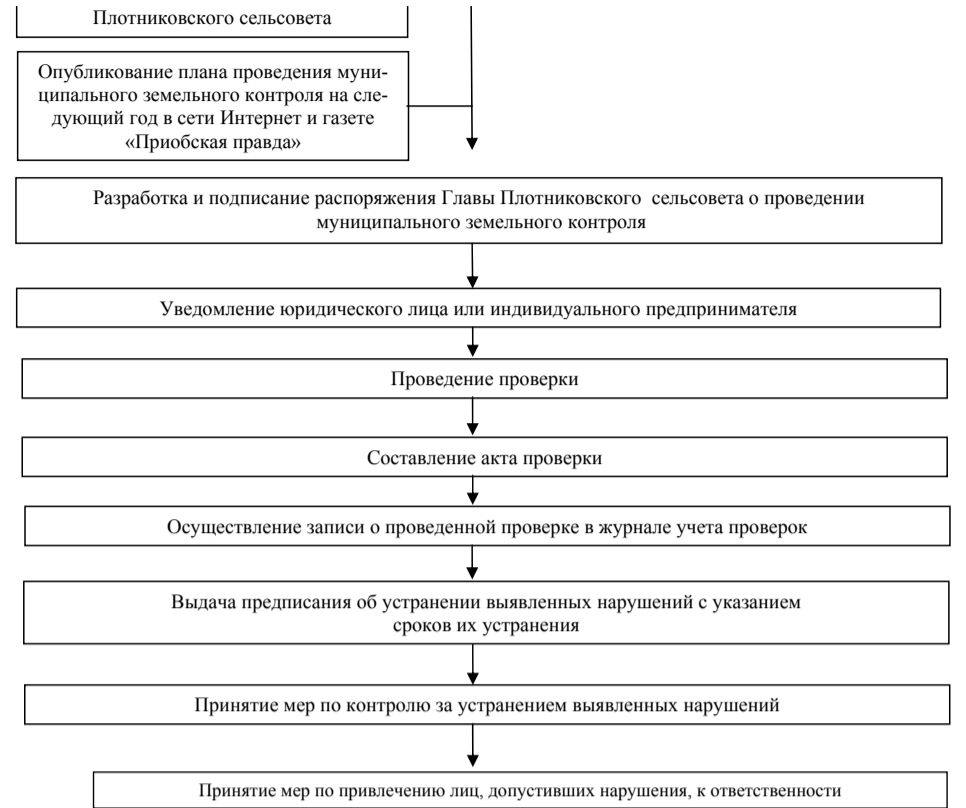 Плотниковского сельсовета
Опубликование плана проведения муни-
ципального земельного контроля на сле-
дующий год в сети Интернет и газете
«Приобская правда»
Разработка и подписание распоряжения Главы Плотниковского сельсовета о проведении
муниципального земельного контроля
Уведомление юридического лица или индивидуального предпринимателя
Проведение проверки
Составление акта проверки
Осуществление записи о проведенной проверке в журнале учета проверок
Выдача предписания об устранении выявленных нарушений с указанием
сроков их устранения
Принятие мер по контролю за устранением выявленных нарушений
Принятие мер по привлечению лиц, допустивших нарушения, к ответственности